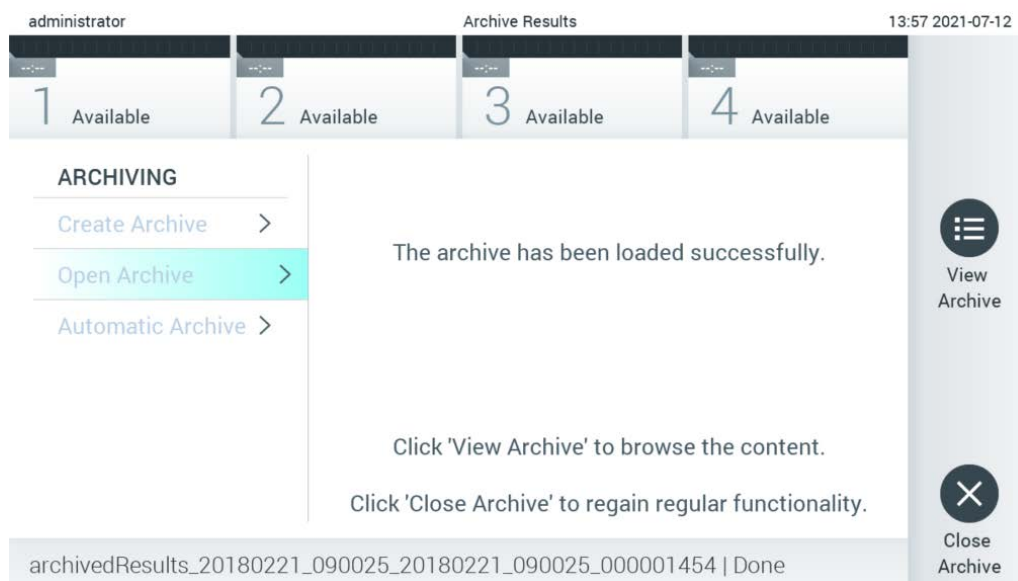 administrator Archive Results 13:57 2021-07-12
--:-- --:-- --:-- --:--
1 Available 2 Available 3 Available 4 Available
ARCHIVING
Create Archive
Open Archive
Automatic Archive
The archive has been loaded successfully.
Click 'View Archive' to browse the content.
Click 'Close Archive' to regain regular functionality.
View
Archive
Close
Archive
archivedResults_20180221_090025_20180221_090025_000001454 | Done